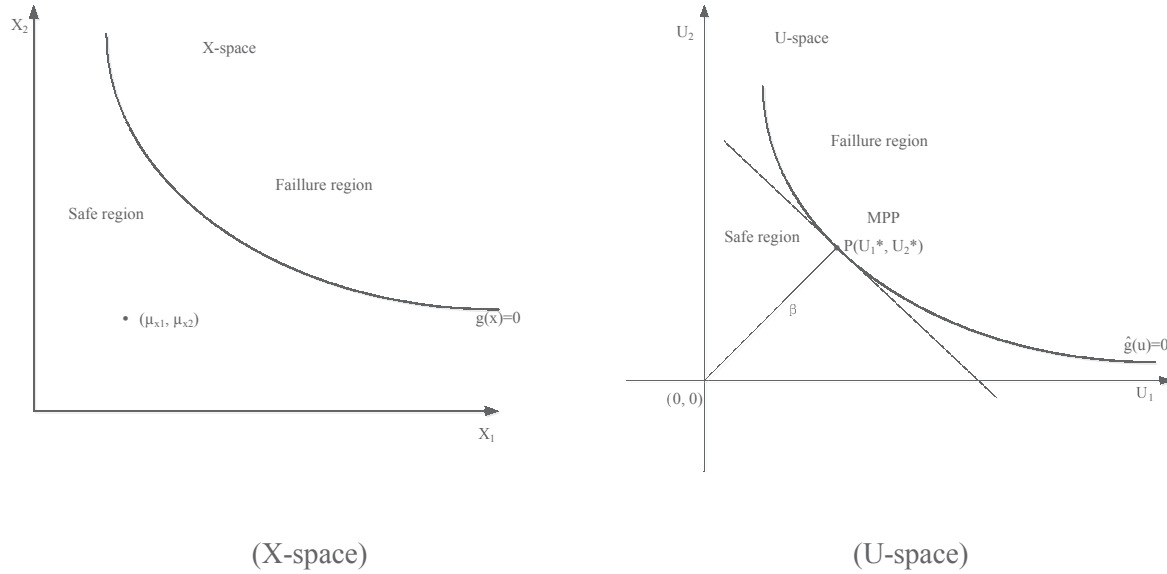 X₂
X-space
Faillure region
Safe region
(μₓ₁, μₓ₂)
g(x)=0
X₁
(X-space)
U₂
U-space
Faillure region
MPP
Safe region
P(U₁*, U₂*)
β
ĝ(u)=0
(0, 0)
U₁
(U-space)